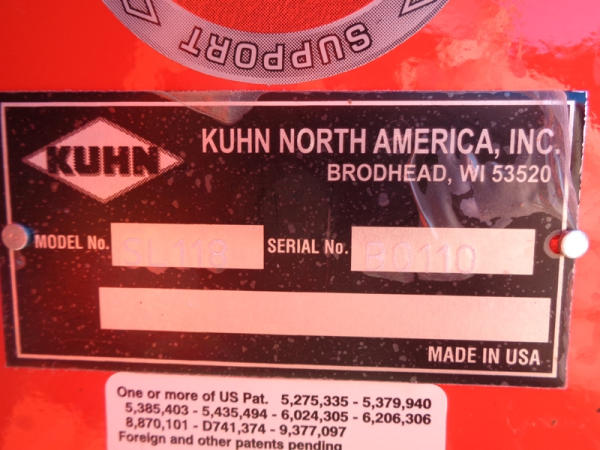 SUPPORT
KUHN
KUHN NORTH AMERICA, INC.
BRODHEAD, WI 53520
MODEL No. SL118 SERIAL No. B0110
MADE IN USA
One or more of US Pat. 5,275,335 - 5,379,940
5,385,403 - 5,435,494 - 6,024,305 - 6,206,306
8,870,101 - D741,374 - 9,377,097
Foreign and other patents pending